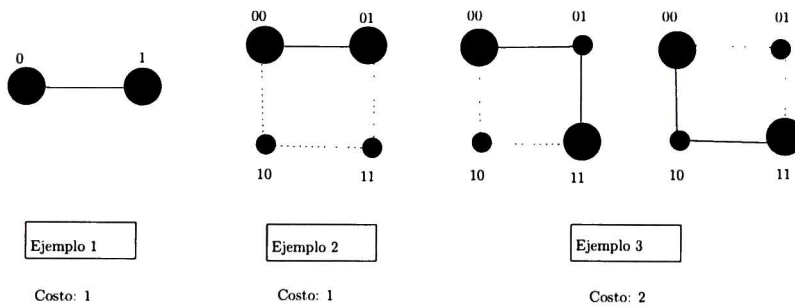 0 1
00 01
10 11
00 01
10 11
00 01
10 11
Ejemplo 1
Ejemplo 2
Ejemplo 3
Costo: 1
Costo: 1
Costo: 2